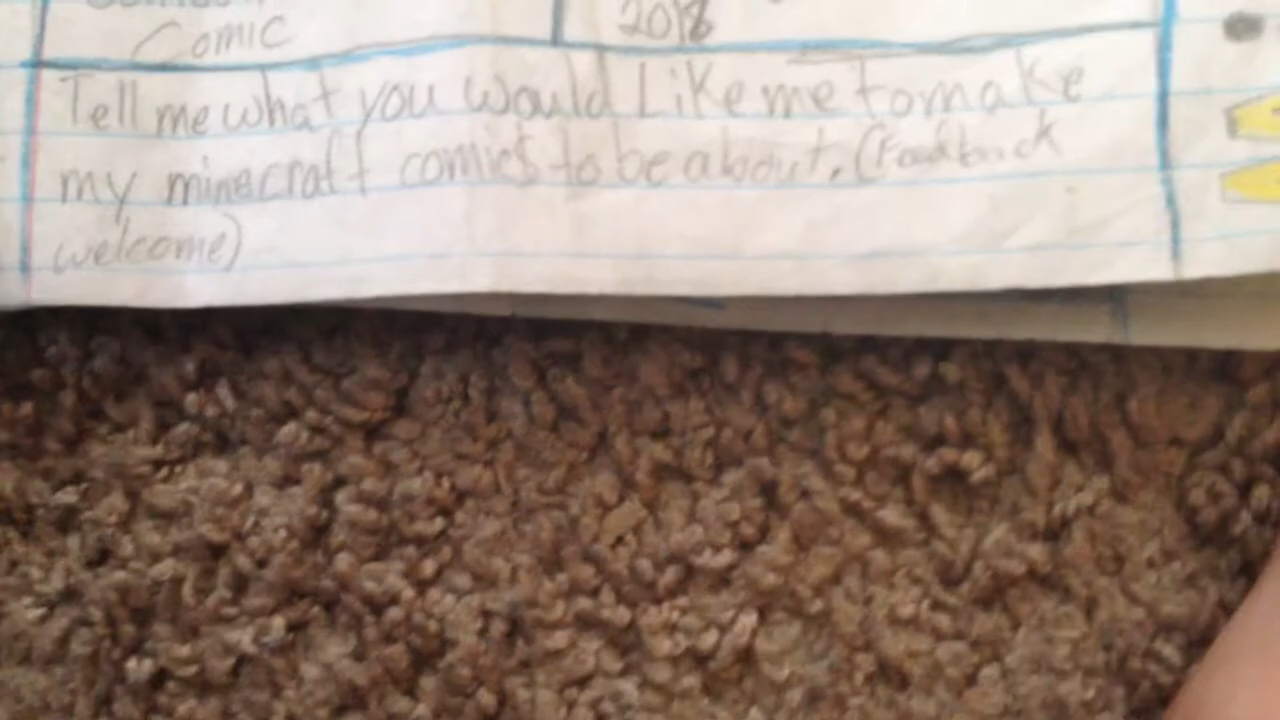 Comic
2018
Tell me what you would Like me to make
my minecraft comics to be about. (Feedback
welcome)